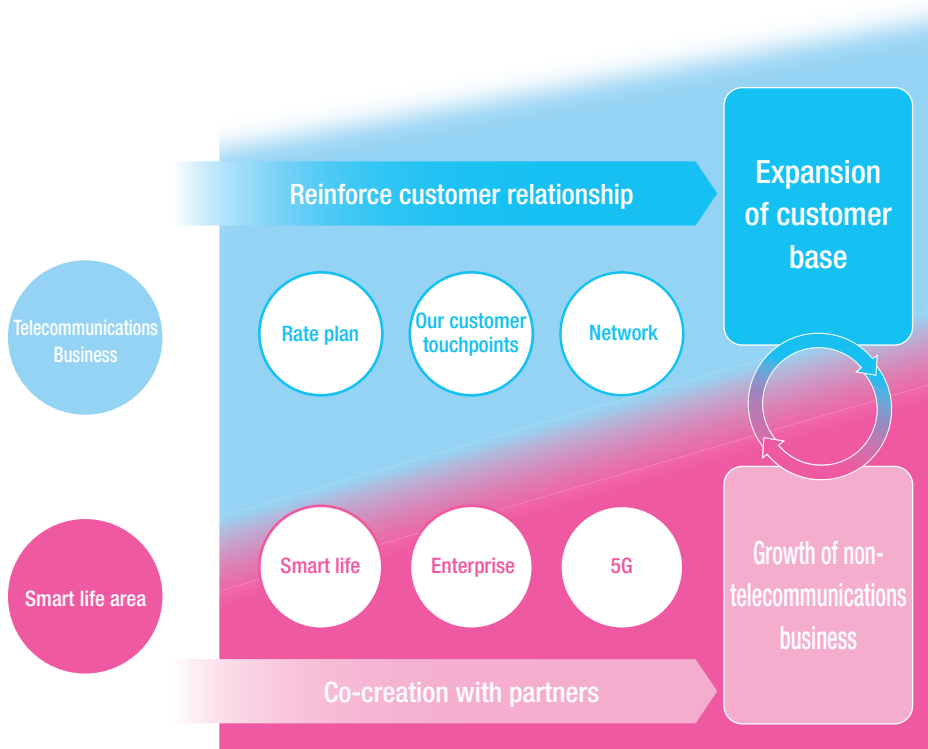 Reinforce customer relationship
Expansion
of customer
base
Telecommunications
Business
Rate plan
Our customer
touchpoints
Network
Smart life area
Smart life
Enterprise
5G
Growth of non-
telecommunications
business
Co-creation with partners